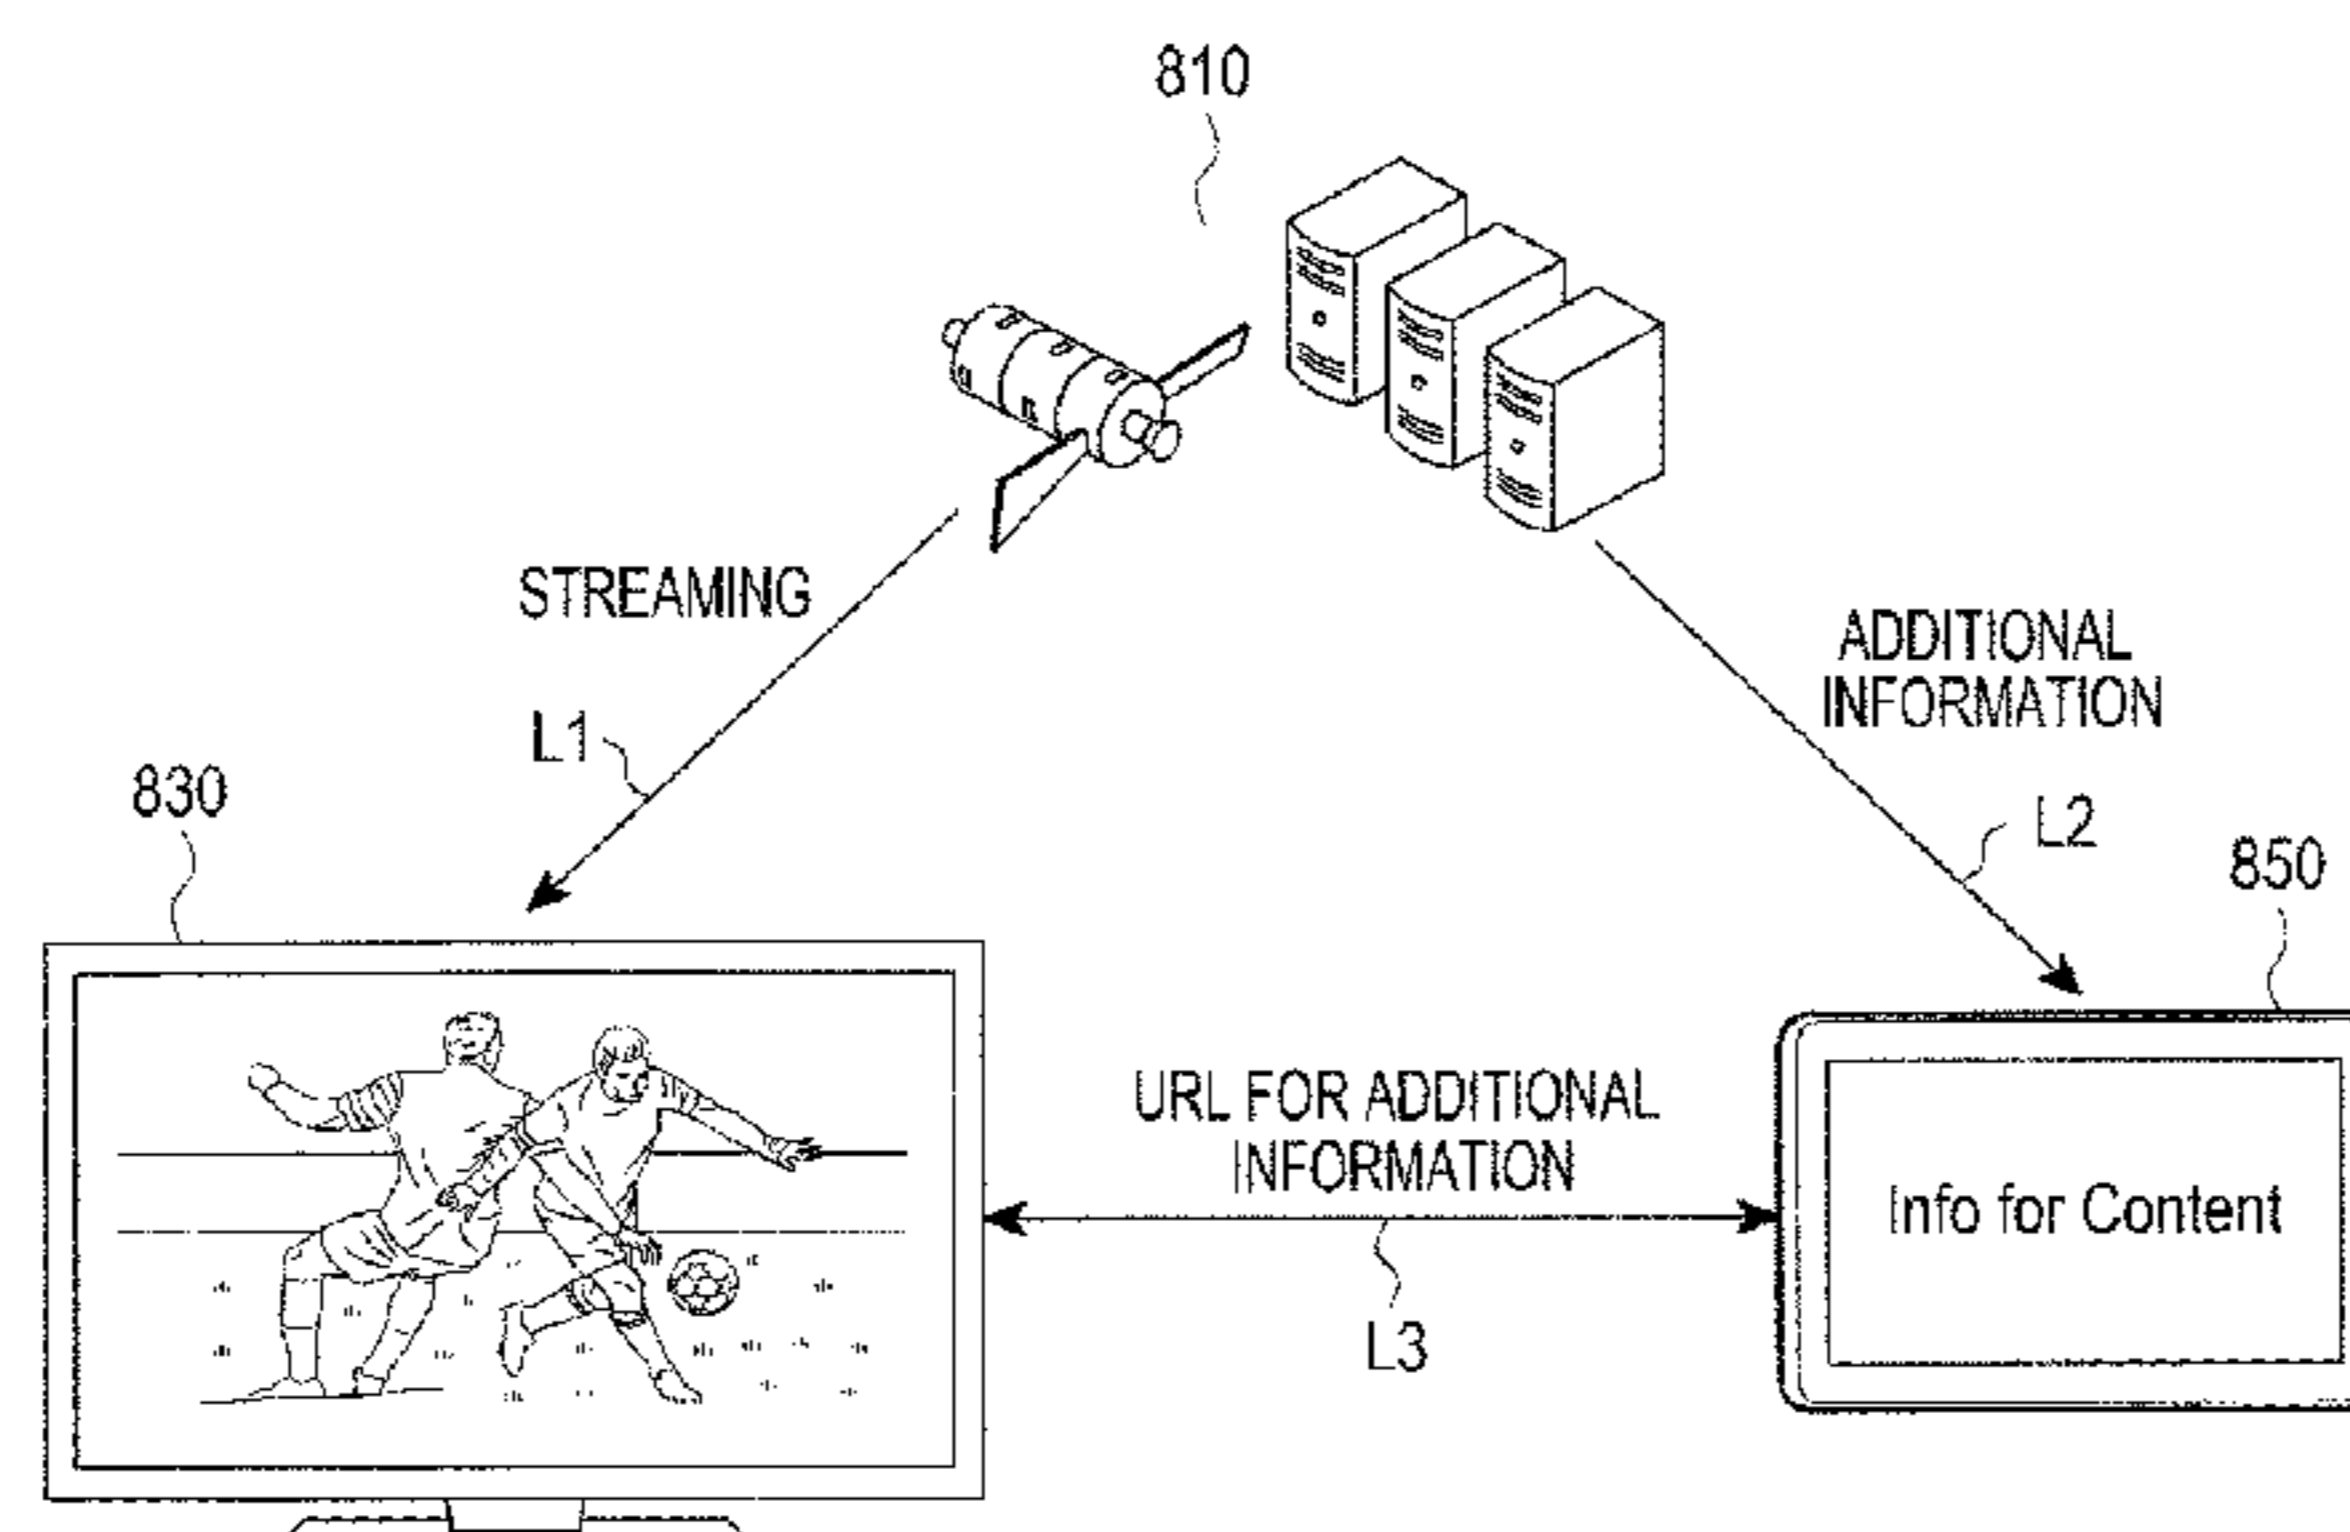 810
STREAMING
L1
ADDITIONAL
INFORMATION
L2
830
850
URL FOR ADDITIONAL
INFORMATION
L3
Info for Content